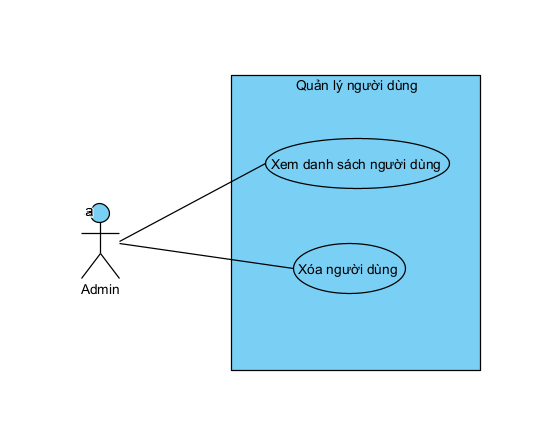 Quản lý người dùng
Xem danh sách người dùng
a
Xóa người dùng
Admin